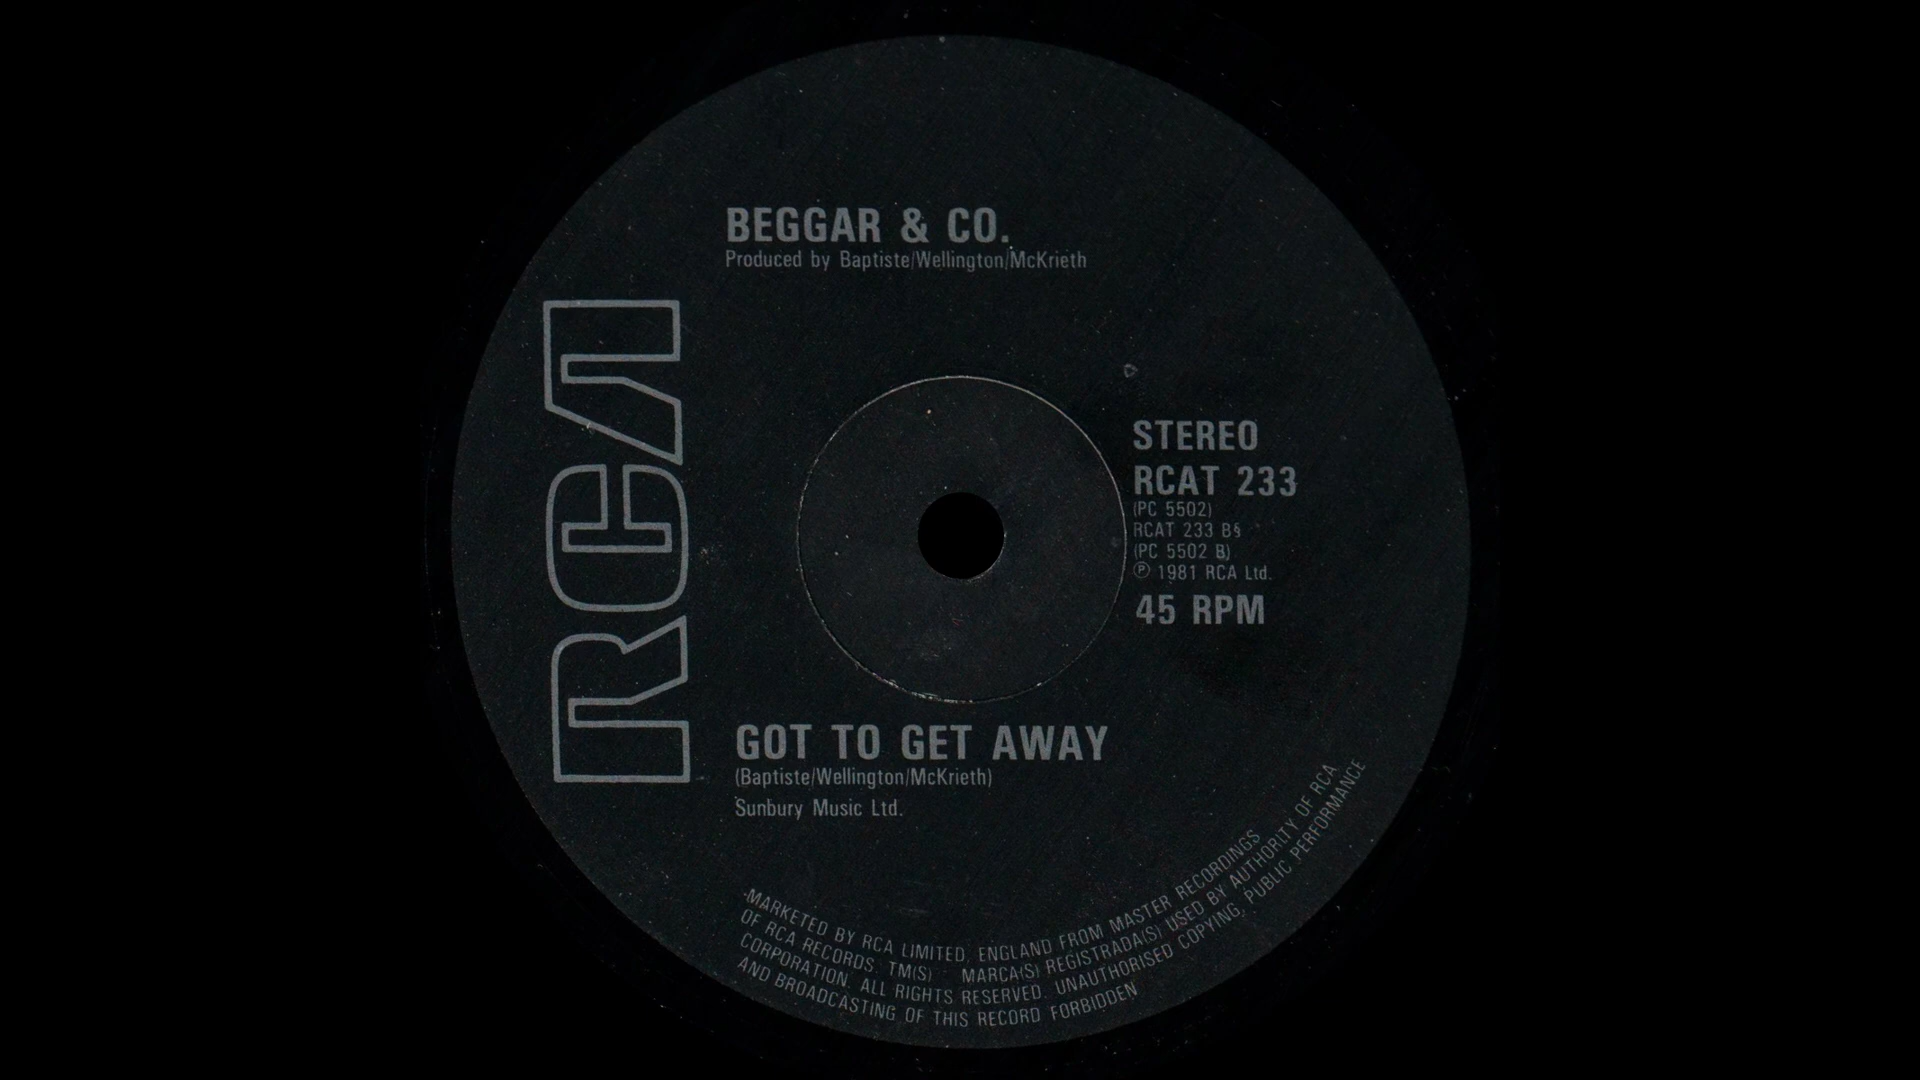 BEGGAR & CO.
Produced by Baptiste/Wellington/McKrieth
RCA
STEREO
RCAT 233
(PC 5502)
RCAT 233 B§
(PC 5502 B)
℗ 1981 RCA Ltd.
45 RPM
GOT TO GET AWAY
(Baptiste/Wellington/McKrieth)
Sunbury Music Ltd.
MARKETED BY RCA LIMITED, ENGLAND FROM MASTER RECORDINGS
OF RCA RECORDS. TM(S) MARCA(S) REGISTRADA(S) USED BY AUTHORITY OF RCA
CORPORATION. ALL RIGHTS RESERVED. UNAUTHORISED COPYING, PUBLIC PERFORMANCE
AND BROADCASTING OF THIS RECORD FORBIDDEN